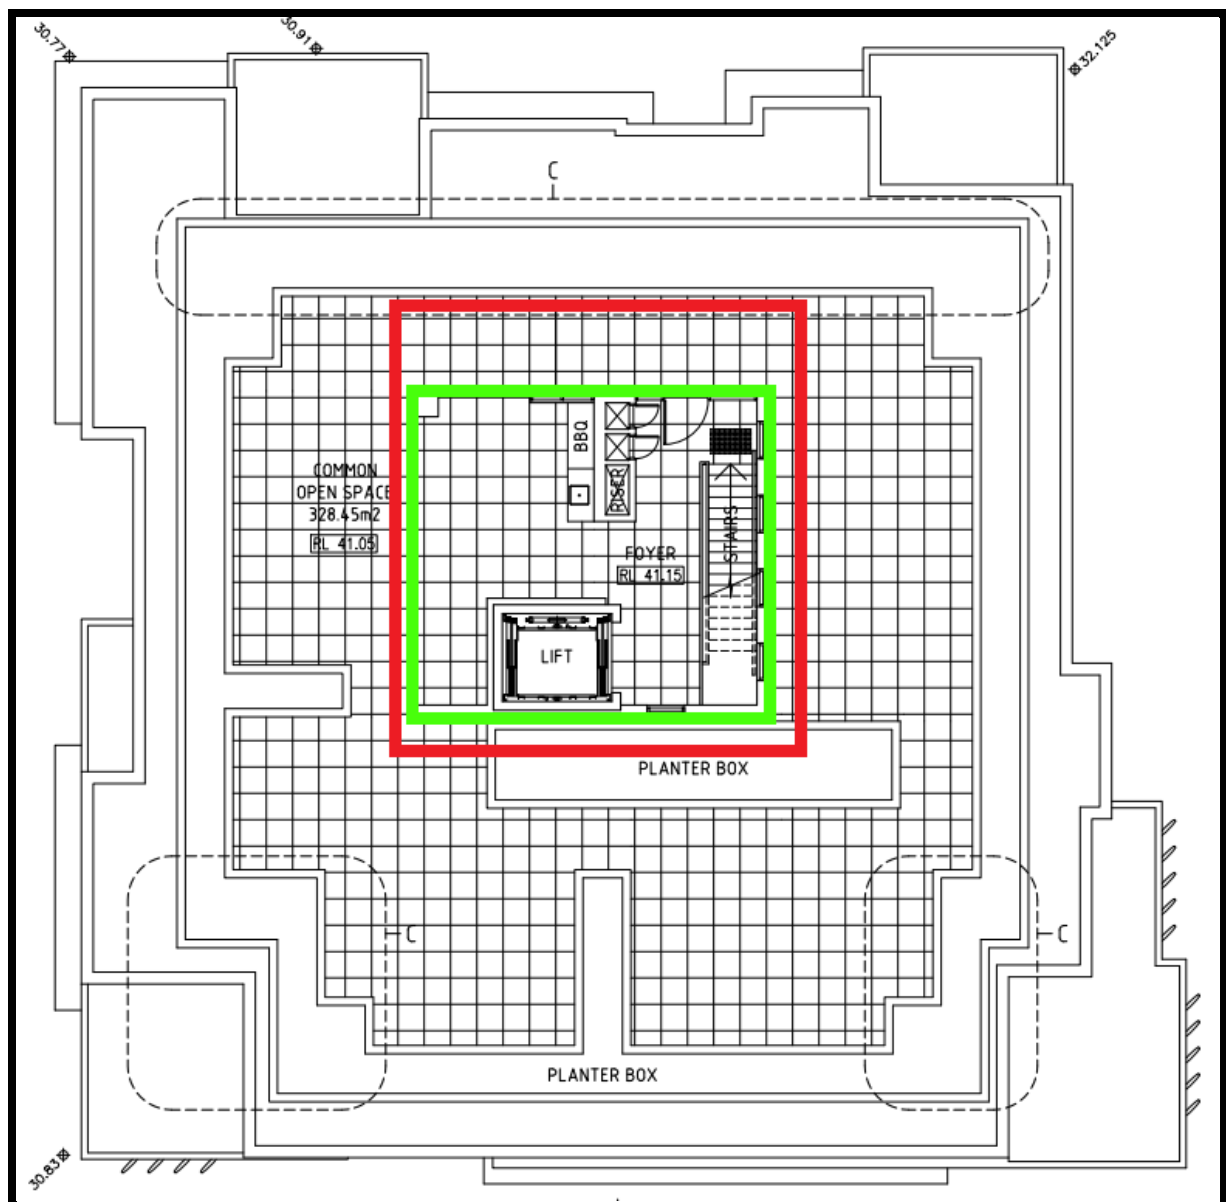 30.77
30.91
32.125
C
COMMON
OPEN SPACE
328.45m2
RL 41.05
BBQ
RISER
STAIRS
FOYER
RL 41.15
LIFT
PLANTER BOX
C
C
PLANTER BOX
30.83